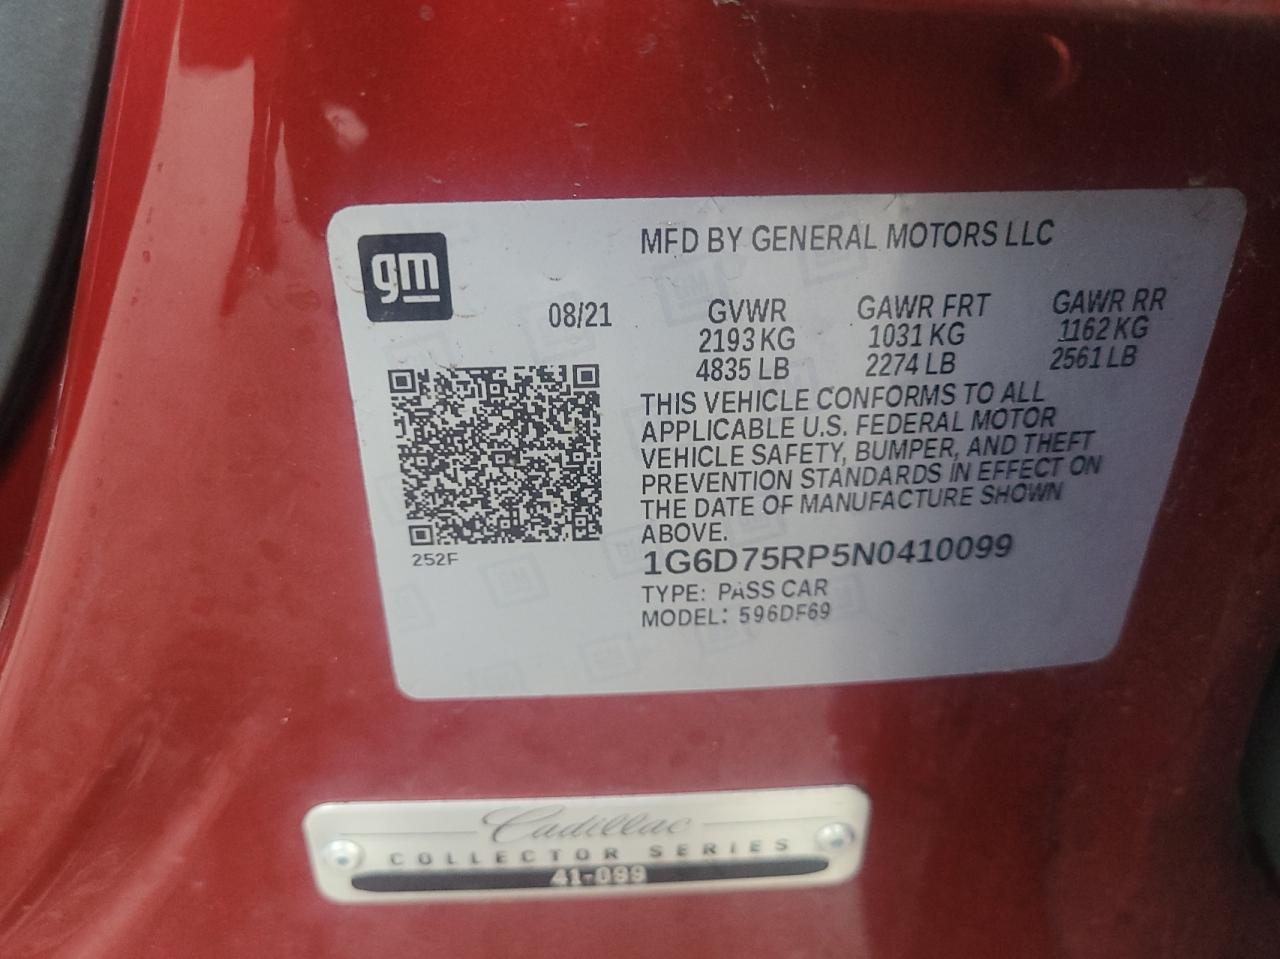 gm
MFD BY GENERAL MOTORS LLC
08/21
GVWR GAWR FRT GAWR RR
2193 KG 1031 KG 1162 KG
4835 LB 2274 LB 2561 LB
THIS VEHICLE CONFORMS TO ALL
APPLICABLE U.S. FEDERAL MOTOR
VEHICLE SAFETY, BUMPER, AND THEFT
PREVENTION STANDARDS IN EFFECT ON
THE DATE OF MANUFACTURE SHOWN
ABOVE.
252F
1G6D75RP5N0410099
TYPE: PASS CAR
MODEL: 596DF69
Cadillac
COLLECTOR SERIES
41-099